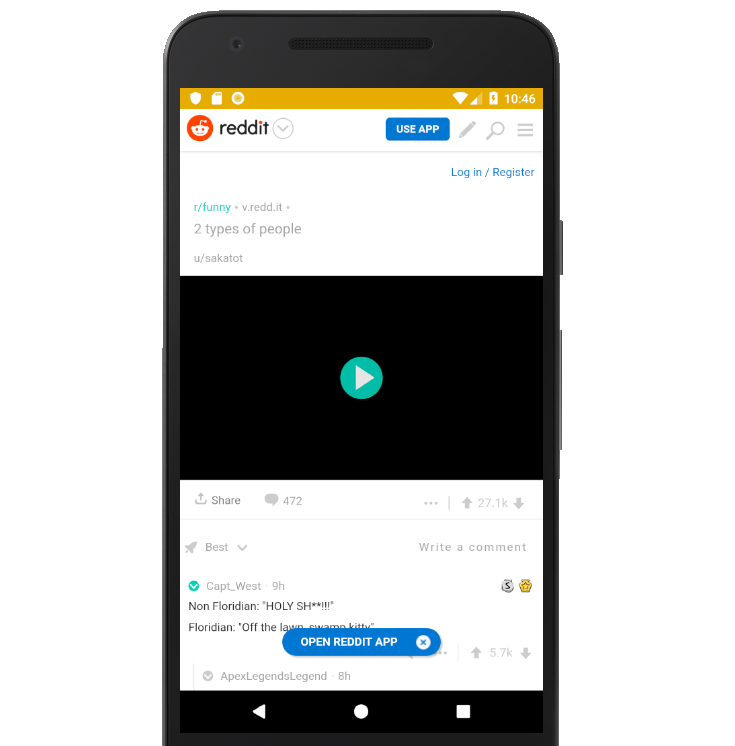 10:46
reddit
USE APP
Log in / Register
r/funny • v.redd.it •
2 types of people
u/sakatot
Share 472 27.1k
Best Write a comment
Capt_West · 9h
Non Floridian: "HOLY SH**!!!"
Floridian: "Off the lawn, swamp kitty"
OPEN REDDIT APP
5.7k
ApexLegendsLegend · 8h